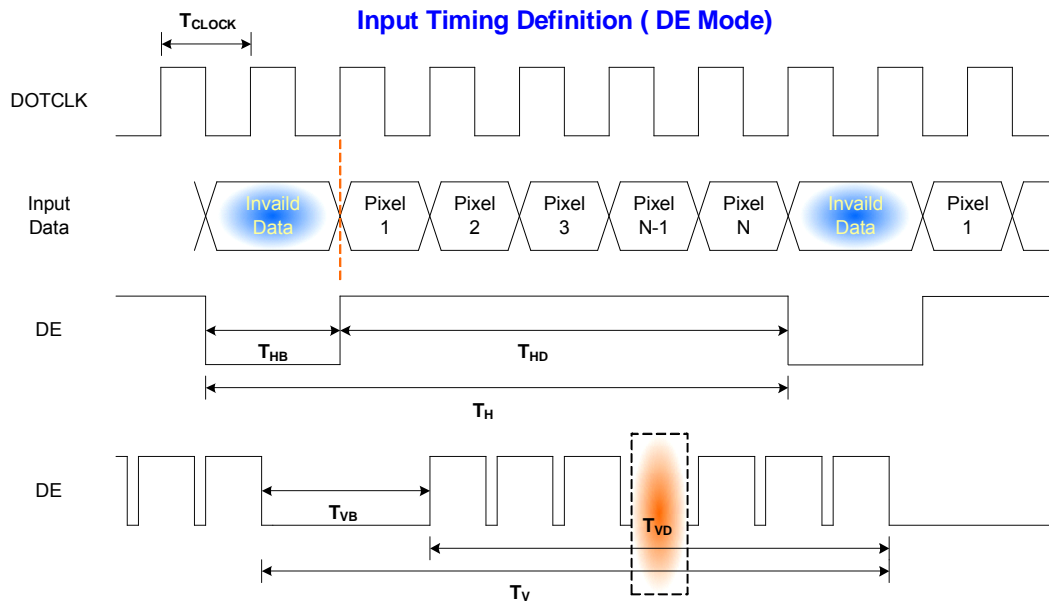 Input Timing Definition ( DE Mode)
TCLOCK
DOTCLK
Input
Data
Invaild
Data
Pixel
1
Pixel
2
Pixel
3
Pixel
N-1
Pixel
N
Invaild
Data
Pixel
1
DE
THB
THD
TH
DE
TVB
TVD
TV